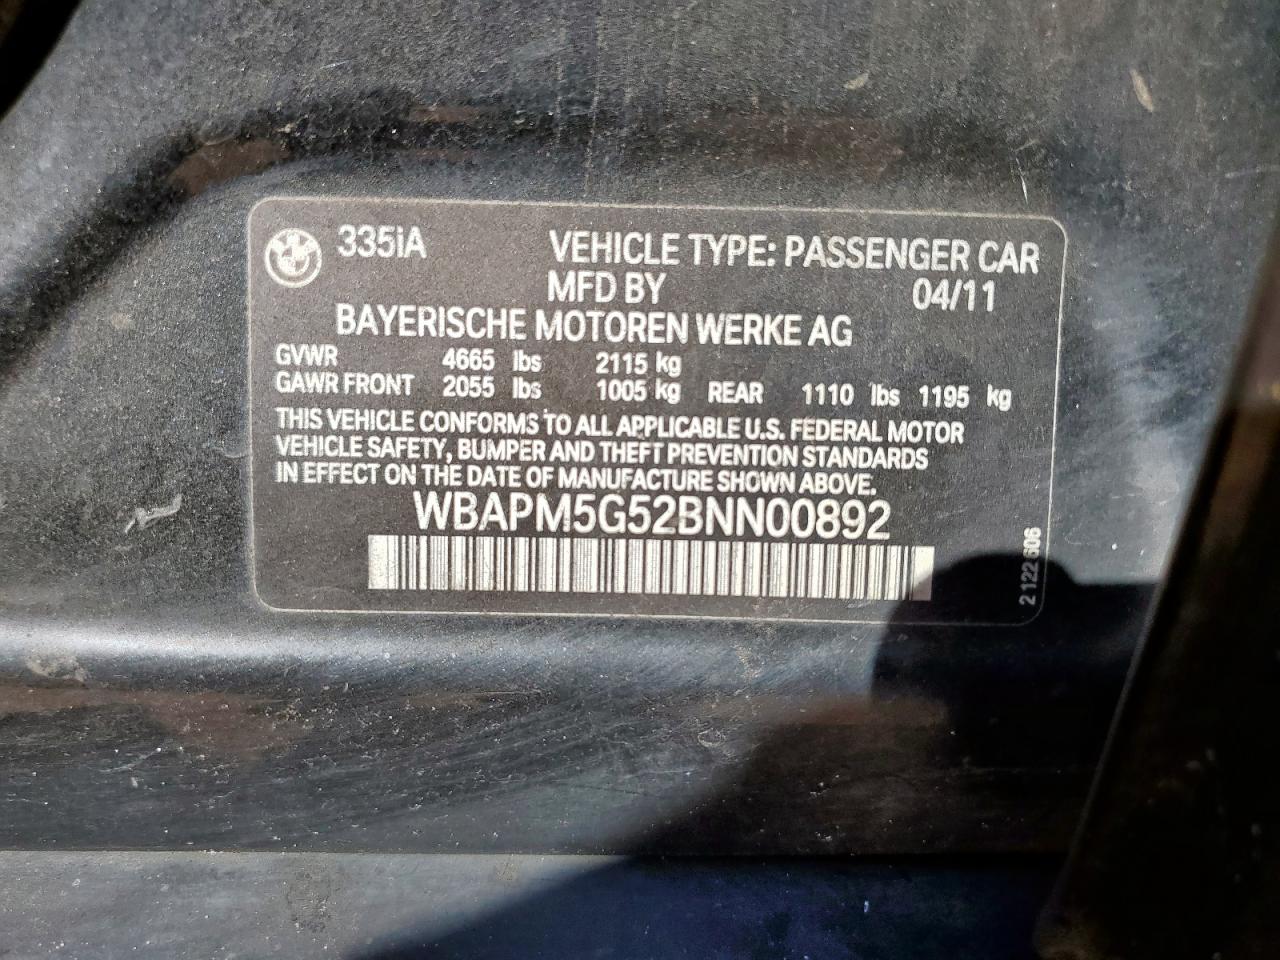 335iA VEHICLE TYPE: PASSENGER CAR
MFD BY 04/11
BAYERISCHE MOTOREN WERKE AG
GVWR 4665 lbs 2115 kg
GAWR FRONT 2055 lbs 1005 kg REAR 1110 lbs 1195 kg
THIS VEHICLE CONFORMS TO ALL APPLICABLE U.S. FEDERAL MOTOR
VEHICLE SAFETY, BUMPER AND THEFT PREVENTION STANDARDS
IN EFFECT ON THE DATE OF MANUFACTURE SHOWN ABOVE.
WBAPM5G52BNN00892
2 122 606